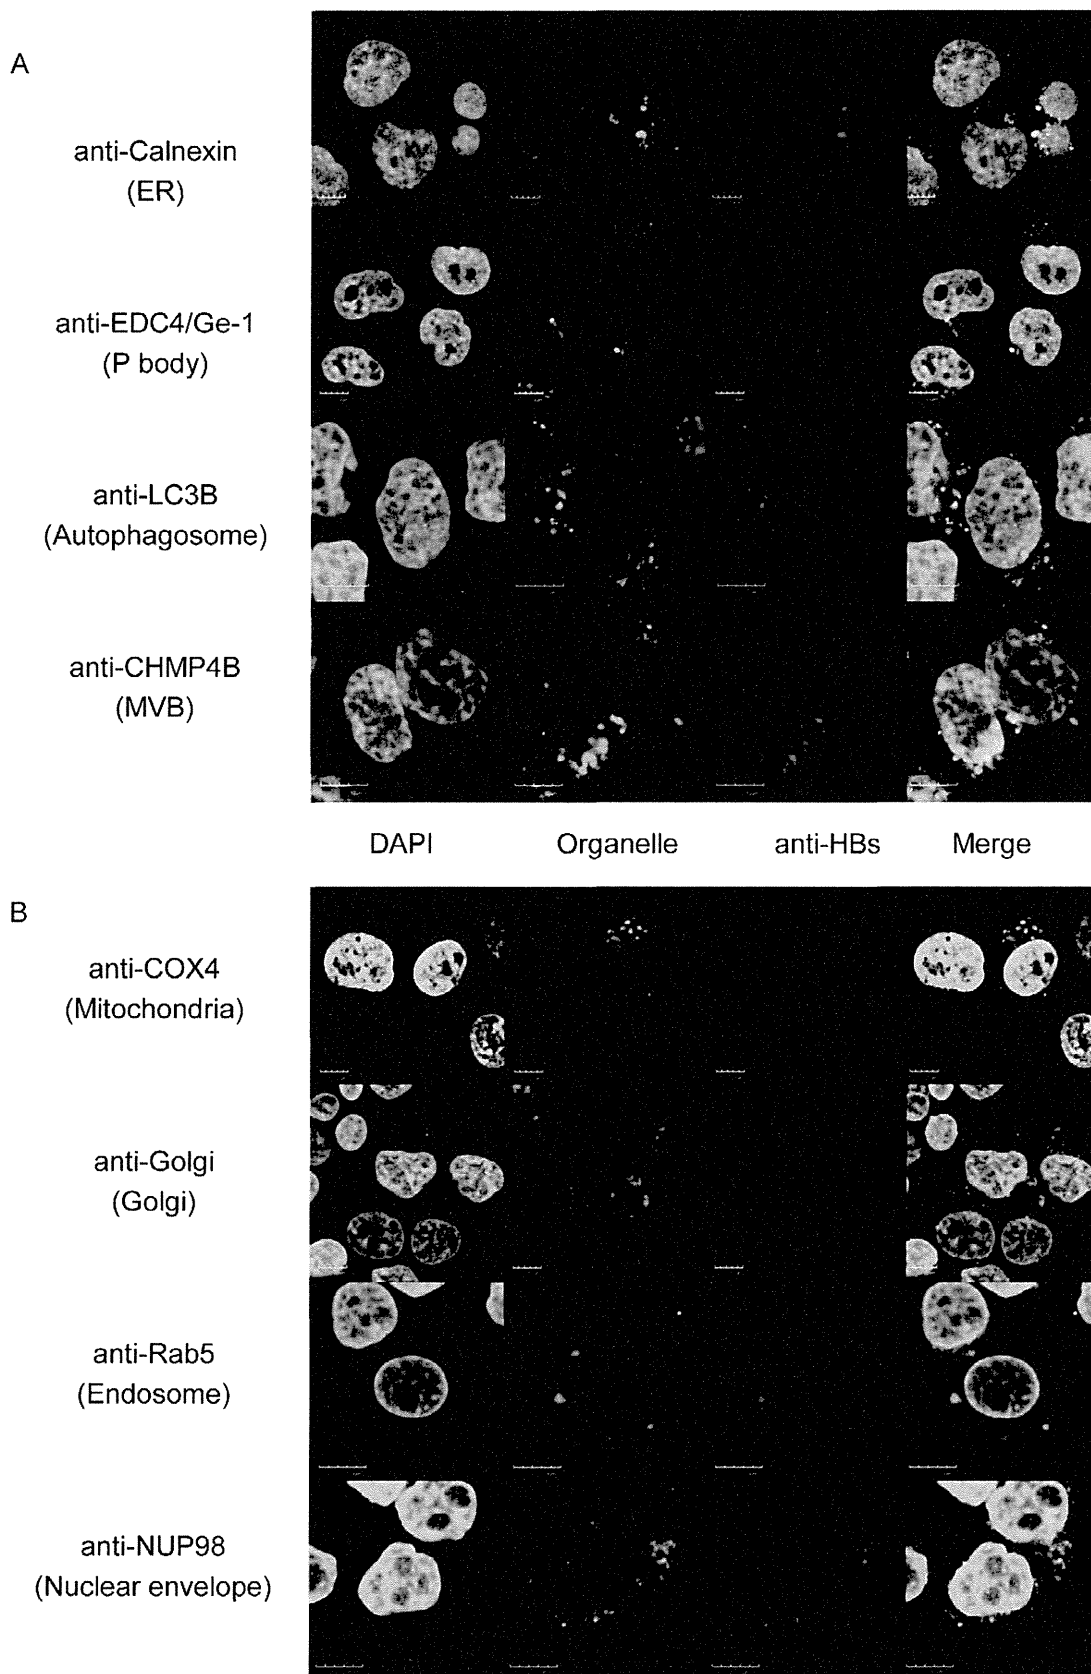 A
anti-Calnexin
(ER)
anti-EDC4/Ge-1
(P body)
anti-LC3B
(Autophagosome)
anti-CHMP4B
(MVB)
DAPI Organelle anti-HBs Merge
B
anti-COX4
(Mitochondria)
anti-Golgi
(Golgi)
anti-Rab5
(Endosome)
anti-NUP98
(Nuclear envelope)